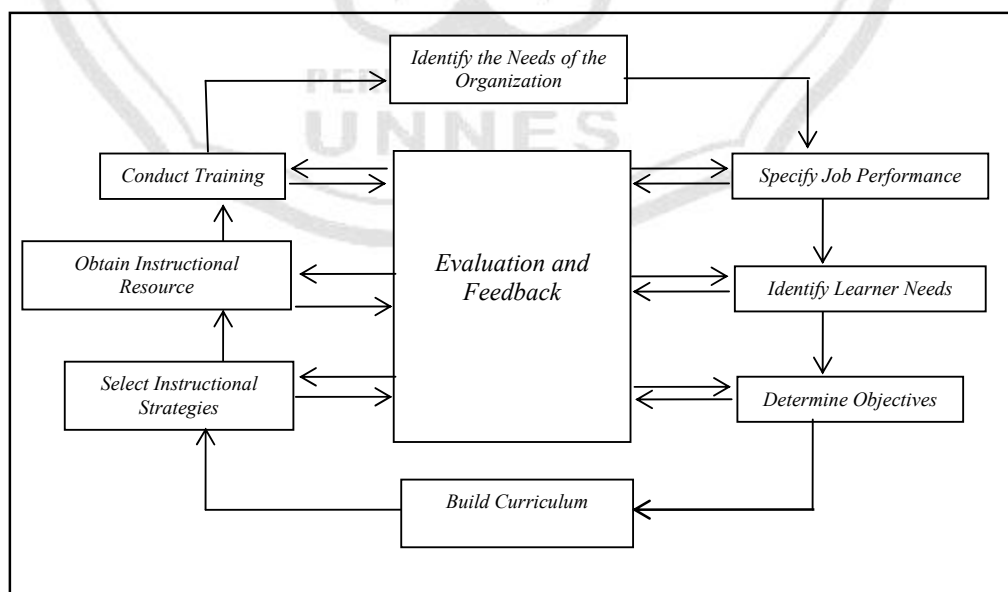 Identify the Needs of the
Organization
UNNES
Conduct Training
Specify Job Performance
Evaluation and
Feedback
Obtain Instructional
Resource
Identify Learner Needs
Select Instructional
Strategies
Determine Objectives
Build Curriculum